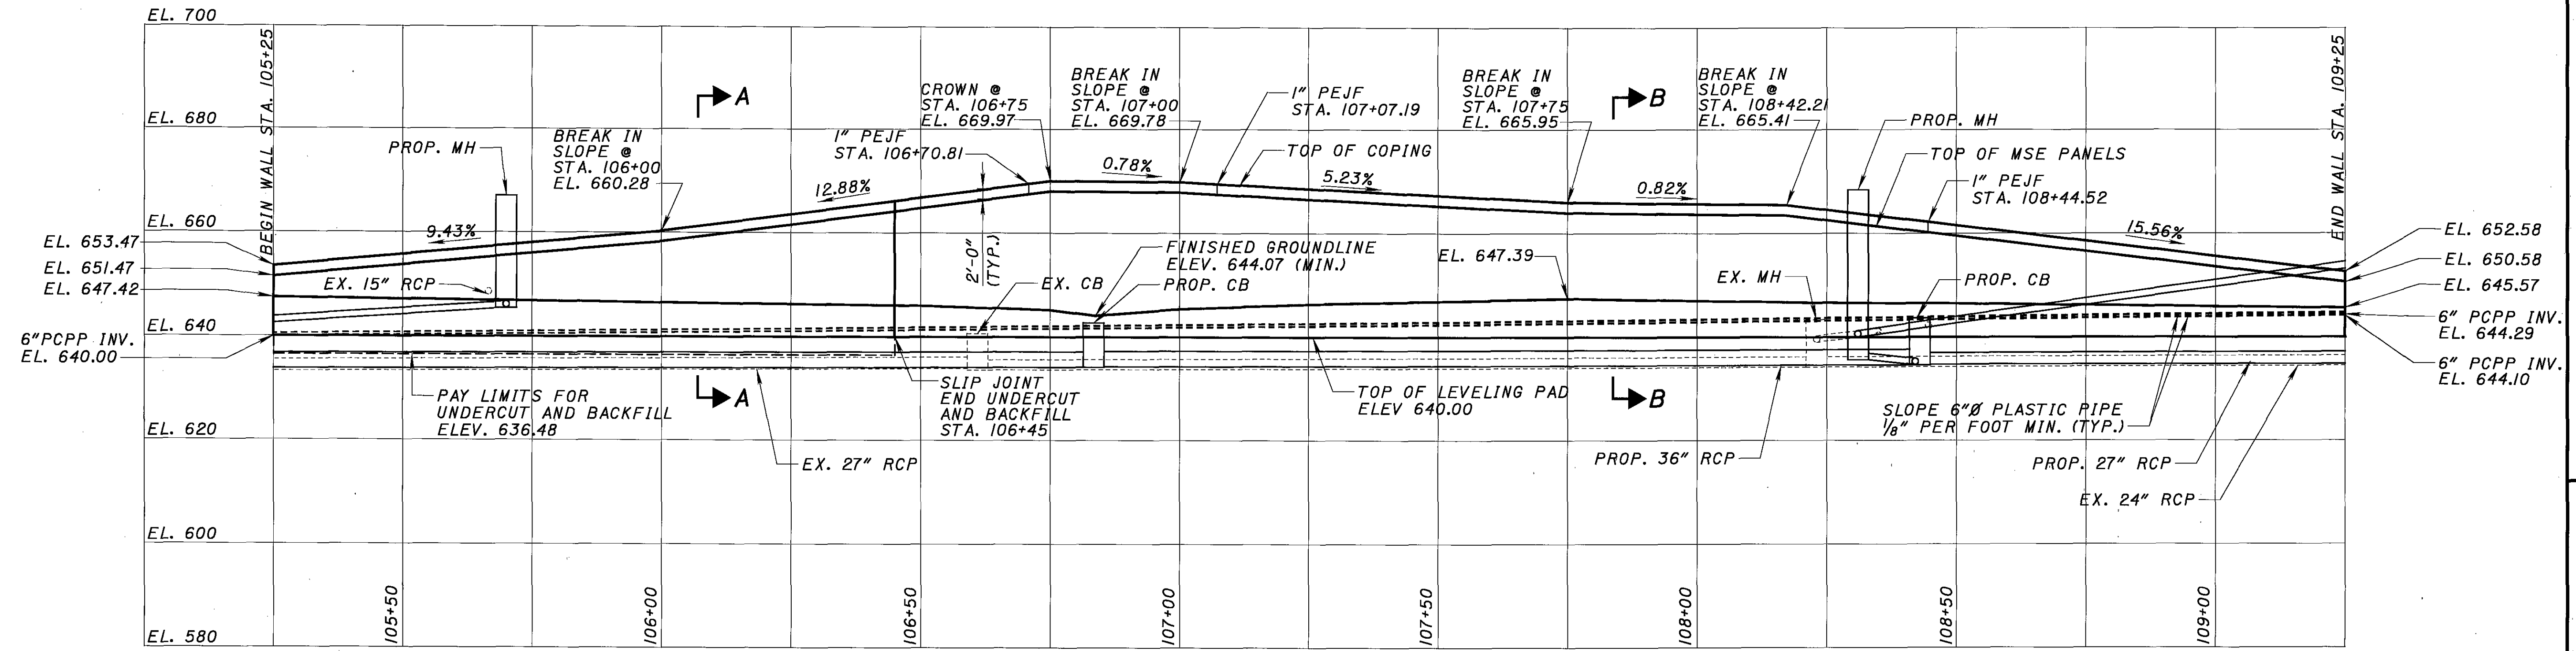 EL. 700
EL. 680
EL. 660
EL. 640
EL. 620
EL. 600
EL. 580
BEGIN WALL STA. 105+25
EL. 653.47
EL. 651.47
EL. 647.42
6" PCPP INV.
EL. 640.00
PROP. MH
EX. 15" RCP
9.43%
BREAK IN
SLOPE @
STA. 106+00
EL. 660.28
A
12.88%
1" PEJF
STA. 106+70.81
CROWN @
STA. 106+75
EL. 669.97
BREAK IN
SLOPE @
STA. 107+00
EL. 669.78
0.78%
1" PEJF
STA. 107+07.19
TOP OF COPING
5.23%
2'-0"
(TYP.)
FINISHED GROUNDLINE
ELEV. 644.07 (MIN.)
EX. CB
PROP. CB
EL. 647.39
BREAK IN
SLOPE @
STA. 107+75
EL. 665.95
B
0.82%
BREAK IN
SLOPE @
STA. 108+42.21
EL. 665.41
PROP. MH
TOP OF MSE PANELS
1" PEJF
STA. 108+44.52
15.56%
EX. MH
PROP. CB
END WALL STA. 109+25
EL. 652.58
EL. 650.58
EL. 645.57
6" PCPP INV.
EL. 644.29
6" PCPP INV.
EL. 644.10
PAY LIMITS FOR
UNDERCUT AND BACKFILL
ELEV. 636.48
A
EX. 27" RCP
SLIP JOINT
END UNDERCUT
AND BACKFILL
STA. 106+45
TOP OF LEVELING PAD
ELEV 640.00
B
PROP. 36" RCP
SLOPE 6"Ø PLASTIC PIPE
1/8" PER FOOT MIN. (TYP.)
PROP. 27" RCP
EX. 24" RCP
105+50
106+00
106+50
107+00
107+50
108+00
108+50
109+00